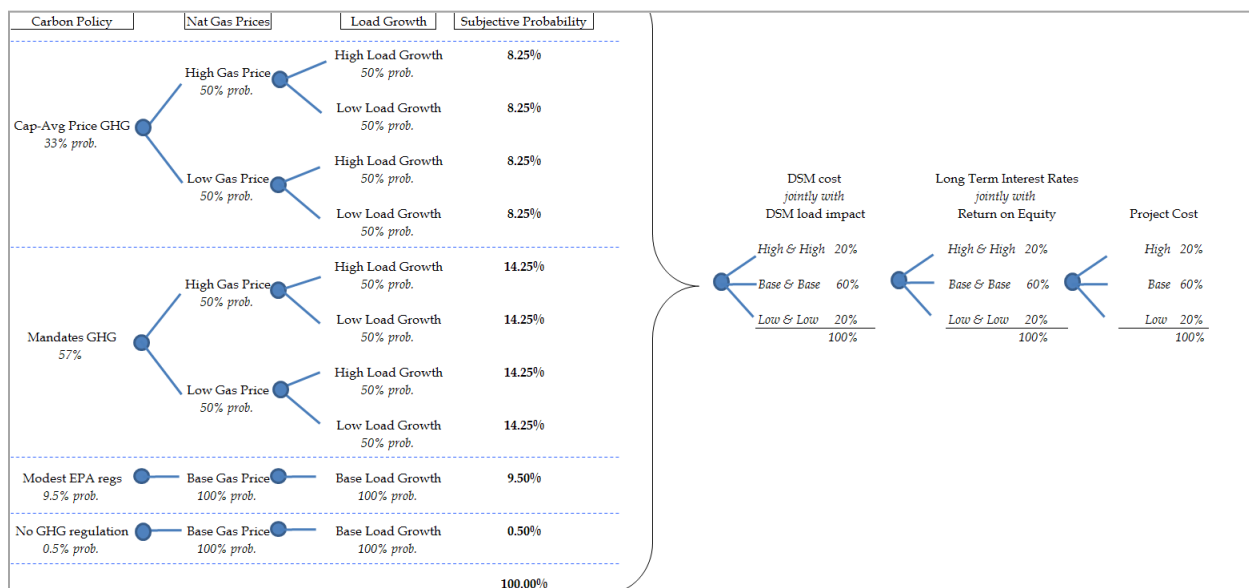 Carbon Policy Nat Gas Prices Load Growth Subjective Probability
High Load Growth 8.25%
50% prob.
High Gas Price
50% prob.
Low Load Growth 8.25%
50% prob.
Cap-Avg Price GHG
33% prob.
High Load Growth 8.25%
50% prob.
Low Gas Price
50% prob.
Low Load Growth 8.25%
50% prob.
High Load Growth 14.25%
50% prob.
High Gas Price
50% prob.
Low Load Growth 14.25%
50% prob.
Mandates GHG
57%
High Load Growth 14.25%
50% prob.
Low Gas Price
50% prob.
Low Load Growth 14.25%
50% prob.
Modest EPA regs Base Gas Price Base Load Growth 9.50%
9.5% prob. 100% prob. 100% prob.
No GHG regulation Base Gas Price Base Load Growth 0.50%
0.5% prob. 100% prob. 100% prob.
100.00%
DSM cost
jointly with
DSM load impact
High & High 20%
Base & Base 60%
Low & Low 20%
100%
Long Term Interest Rates
jointly with
Return on Equity
High & High 20%
Base & Base 60%
Low & Low 20%
100%
Project Cost
High 20%
Base 60%
Low 20%
100%